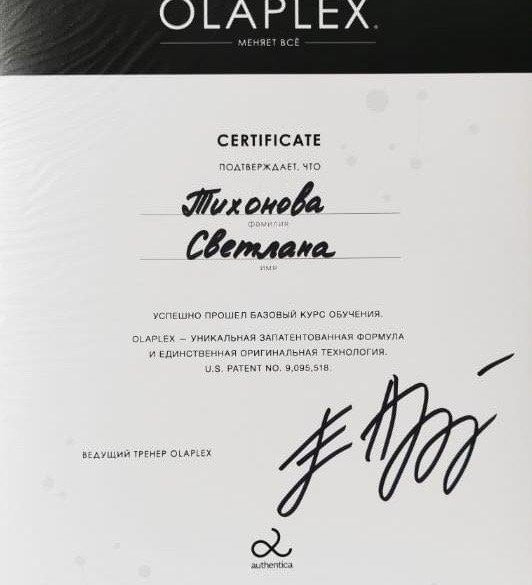 OLAPLEX.
МЕНЯЕТ ВСЁ
CERTIFICATE
ПОДТВЕРЖДАЕТ, ЧТО
Тихонова
фамилия
Светлана
имя
УСПЕШНО ПРОШЕЛ БАЗОВЫЙ КУРС ОБУЧЕНИЯ.
OLAPLEX – УНИКАЛЬНАЯ ЗАПАТЕНТОВАННАЯ ФОРМУЛА
И ЕДИНСТВЕННАЯ ОРИГИНАЛЬНАЯ ТЕХНОЛОГИЯ.
U.S. PATENT NO. 9,095,518.
ВЕДУЩИЙ ТРЕНЕР OLAPLEX
authentica